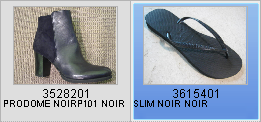 3528201
PRODOME NOIRP101 NOIR
3615401
SLIM NOIR NOIR